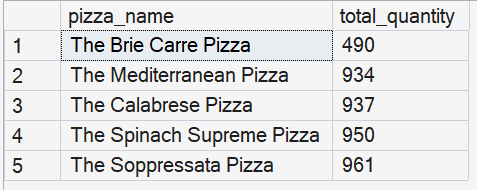 pizza_name total_quantity
1 The Brie Carre Pizza 490
2 The Mediterranean Pizza 934
3 The Calabrese Pizza 937
4 The Spinach Supreme Pizza 950
5 The Soppressata Pizza 961